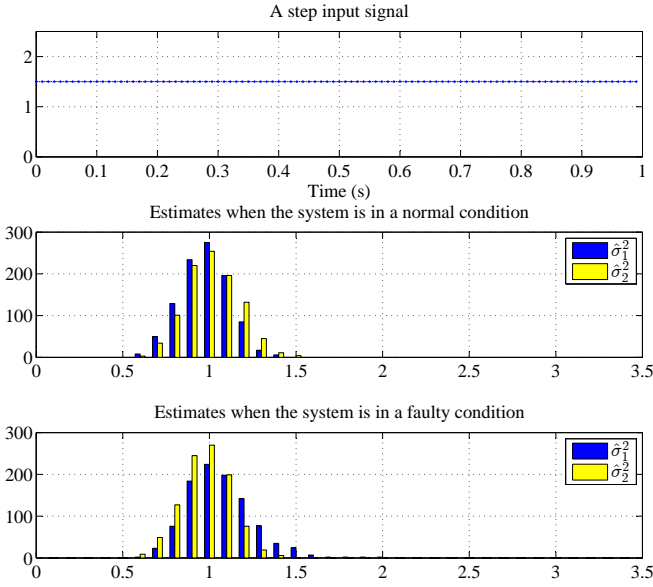 A step input signal
2
1
0
0 0.1 0.2 0.3 0.4 0.5 0.6 0.7 0.8 0.9 1
Time (s)
Estimates when the system is in a normal condition
300
200
100
0
0 0.5 1 1.5 2 2.5 3 3.5
σ̂₁²
σ̂₂²
Estimates when the system is in a faulty condition
300
200
100
0
0 0.5 1 1.5 2 2.5 3 3.5
σ̂₁²
σ̂₂²